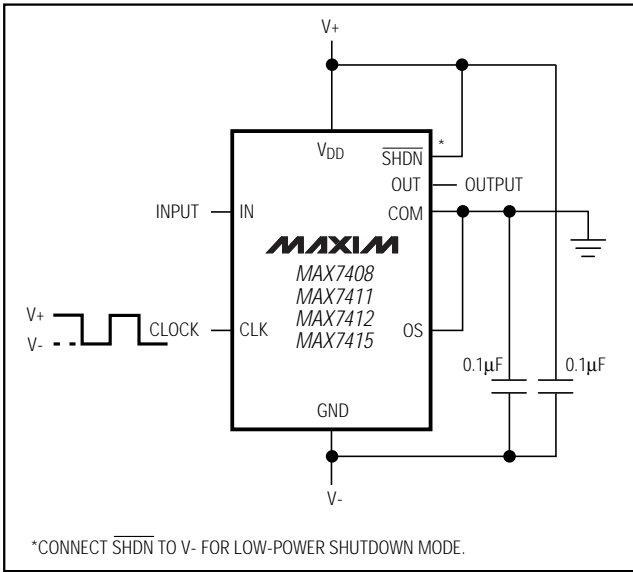 V+
VDD
SHDN
*
OUT
OUTPUT
INPUT
IN
COM
MAXIM
MAX7408
MAX7411
MAX7412
MAX7415
V+
V-
CLOCK
CLK
OS
0.1µF
0.1µF
GND
V-
*CONNECT SHDN TO V- FOR LOW-POWER SHUTDOWN MODE.